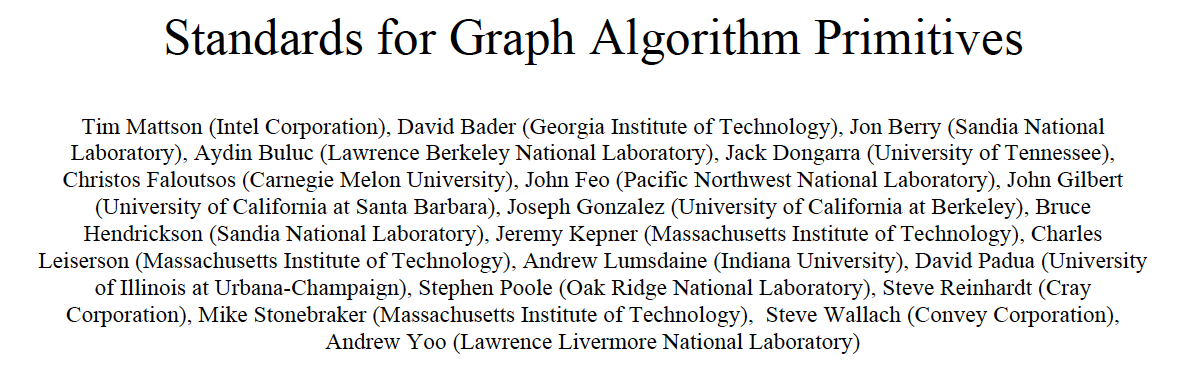 Standards for Graph Algorithm Primitives
Tim Mattson (Intel Corporation), David Bader (Georgia Institute of Technology), Jon Berry (Sandia National
Laboratory), Aydin Buluc (Lawrence Berkeley National Laboratory), Jack Dongarra (University of Tennessee),
Christos Faloutsos (Carnegie Melon University), John Feo (Pacific Northwest National Laboratory), John Gilbert
(University of California at Santa Barbara), Joseph Gonzalez (University of California at Berkeley), Bruce
Hendrickson (Sandia National Laboratory), Jeremy Kepner (Massachusetts Institute of Technology), Charles
Leiserson (Massachusetts Institute of Technology), Andrew Lumsdaine (Indiana University), David Padua (University
of Illinois at Urbana-Champaign), Stephen Poole (Oak Ridge National Laboratory), Steve Reinhardt (Cray
Corporation), Mike Stonebraker (Massachusetts Institute of Technology),  Steve Wallach (Convey Corporation),
Andrew Yoo (Lawrence Livermore National Laboratory)